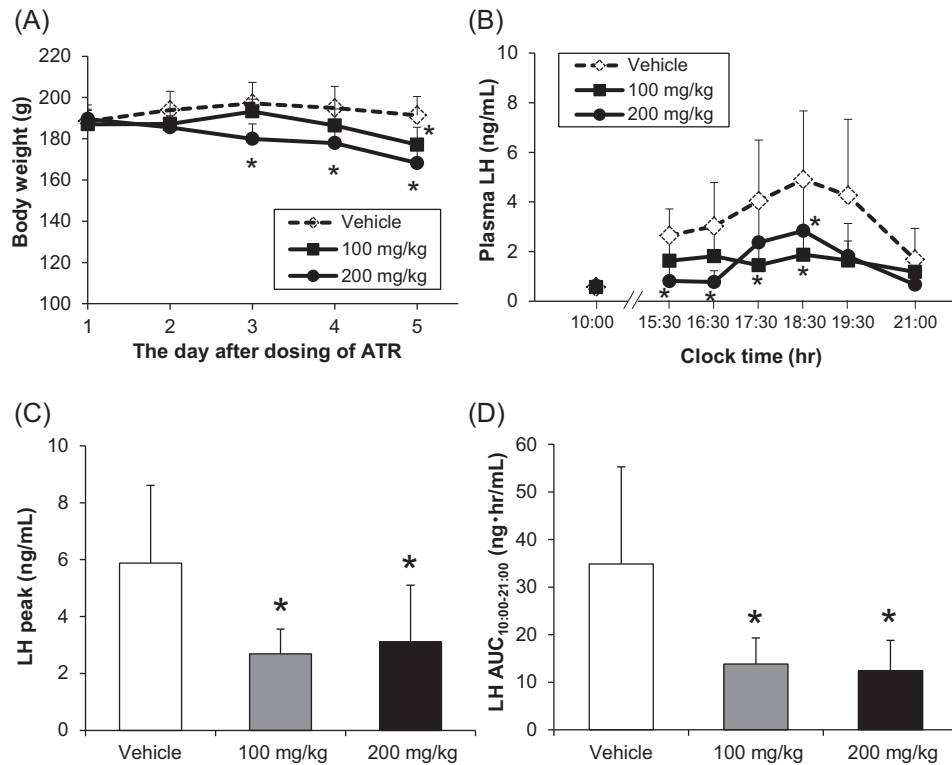 (A)
220
200
180
160
140
120
100
Body weight (g)
*
*
*
*
Vehicle
100 mg/kg
200 mg/kg
1 2 3 4 5
The day after dosing of ATR
(B)
10
8
6
4
2
0
Plasma LH (ng/mL)
Vehicle
100 mg/kg
200 mg/kg
*
*
*
*
*
10:00 15:30 16:30 17:30 18:30 19:30 21:00
Clock time (hr)
(C)
10
8
6
4
2
0
LH peak (ng/mL)
*
*
Vehicle 100 mg/kg 200 mg/kg
(D)
60
50
40
30
20
10
0
LH AUC10:00-21:00 (ng·hr/mL)
*
*
Vehicle 100 mg/kg 200 mg/kg